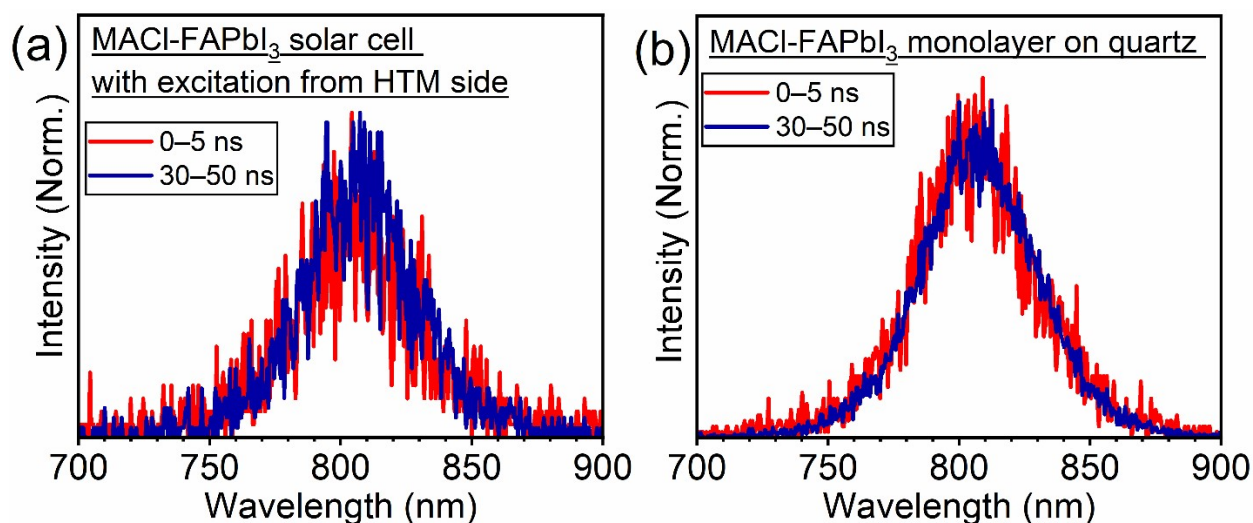 (a)
MACl-FAPbI3 solar cell
with excitation from HTM side
0–5 ns
30–50 ns
Intensity (Norm.)
700 750 800 850 900
Wavelength (nm)
(b)
MACl-FAPbI3 monolayer on quartz
0–5 ns
30–50 ns
Intensity (Norm.)
700 750 800 850 900
Wavelength (nm)